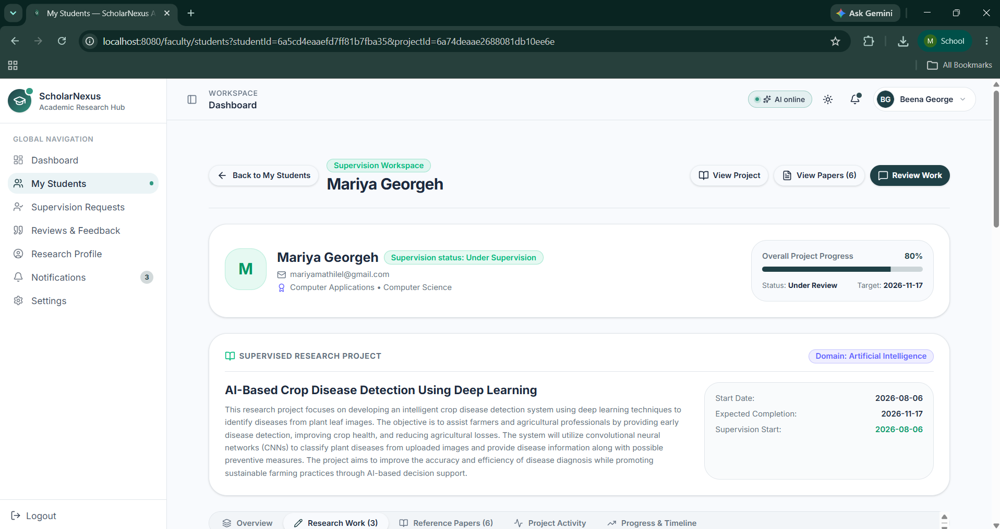 My Students — ScholarNexus A
Ask Gemini
localhost:8080/faculty/students?studentId=6a5cd4eaaefd7ff81b7fba35&projectId=6a74deaae2688081db10ee6e
M School
All Bookmarks
ScholarNexus
Academic Research Hub
WORKSPACE
Dashboard
AI online
BG Beena George
GLOBAL NAVIGATION
Dashboard
My Students
Supervision Requests
Reviews & Feedback
Research Profile
Notifications 3
Settings
Logout
Back to My Students
Supervision Workspace
Mariya Georgeh
View Project
View Papers (6)
Review Work
M
Mariya Georgeh Supervision status: Under Supervision
mariyamathilel@gmail.com
Computer Applications • Computer Science
Overall Project Progress 80%
Status: Under Review Target: 2026-11-17
SUPERVISED RESEARCH PROJECT
Domain: Artificial Intelligence
AI-Based Crop Disease Detection Using Deep Learning
This research project focuses on developing an intelligent crop disease detection system using deep learning techniques to
identify diseases from plant leaf images. The objective is to assist farmers and agricultural professionals by providing early
disease detection, improving crop health, and reducing agricultural losses. The system will utilize convolutional neural
networks (CNNs) to classify plant diseases from uploaded images and provide disease information along with possible
preventive measures. The project aims to improve the accuracy and efficiency of disease diagnosis while promoting
sustainable farming practices through AI-based decision support.
Start Date: 2026-08-06
Expected Completion: 2026-11-17
Supervision Start: 2026-08-06
Overview
Research Work (3)
Reference Papers (6)
Project Activity
Progress & Timeline